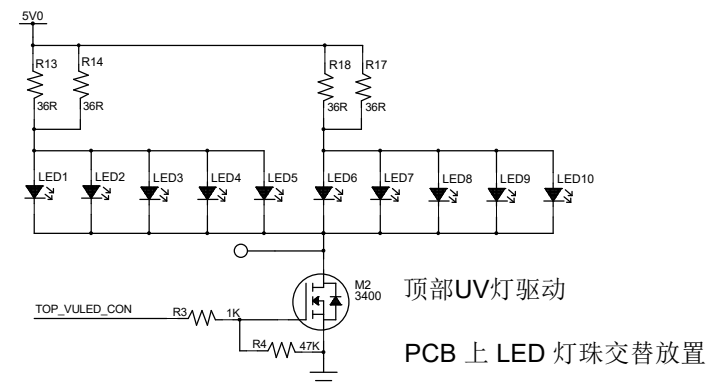 5V0
R13 R14 R18 R17
36R 36R 36R 36R
LED1 LED2 LED3 LED4 LED5 LED6 LED7 LED8 LED9 LED10
M2
3400
顶部UV灯驱动
TOP_VULED_CON R3 1K
R4 47K
PCB 上 LED 灯珠交替放置